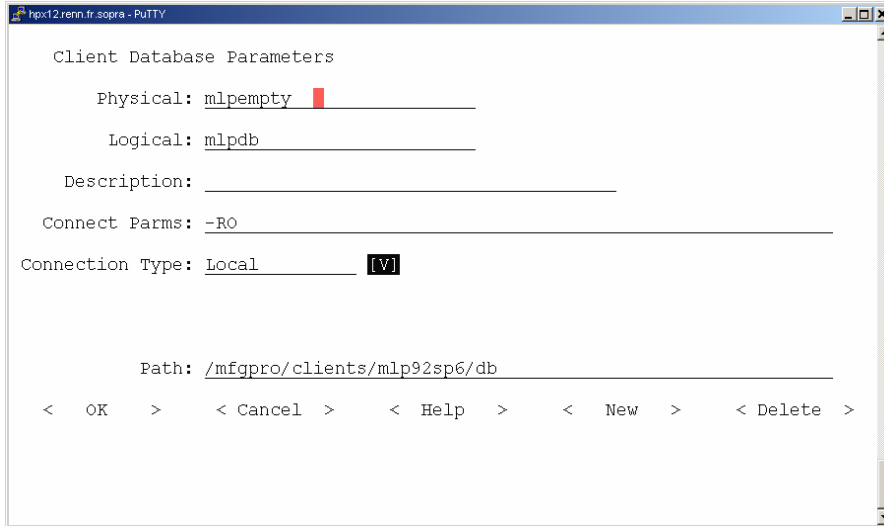 hpx12.renn.fr.sopra - PuTTY
Client Database Parameters
Physical: mlpempty
Logical: mlpdb
Description:
Connect Parms: -RO
Connection Type: Local [V]
Path: /mfgpro/clients/mlp92sp6/db
< OK > < Cancel > < Help > < New > < Delete >